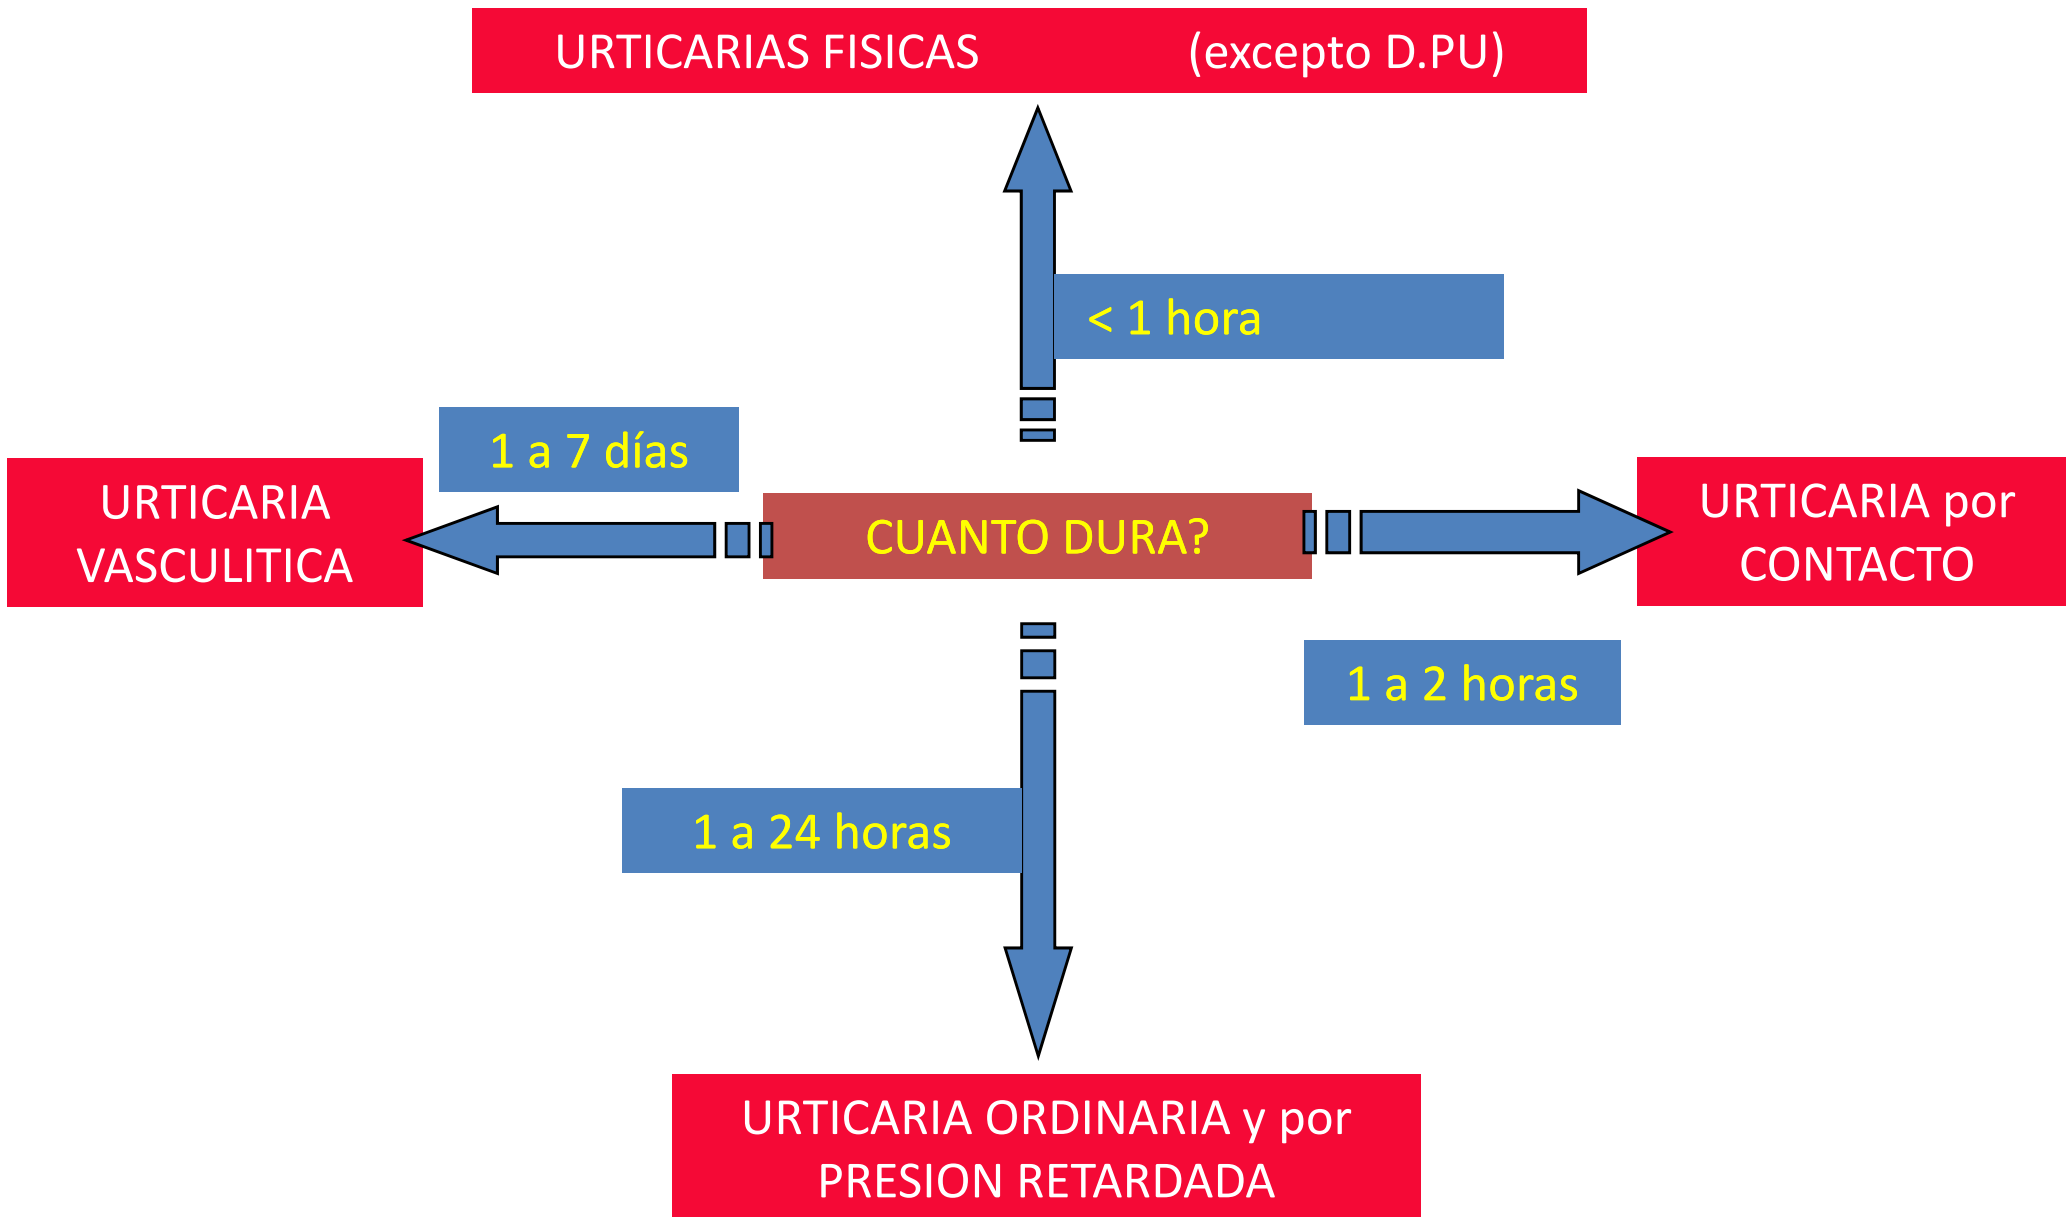 URTICARIAS FISICAS (excepto D.PU)
< 1 hora
1 a 7 días
URTICARIA
VASCULITICA
CUANTO DURA?
URTICARIA por
CONTACTO
1 a 2 horas
1 a 24 horas
URTICARIA ORDINARIA y por
PRESION RETARDADA